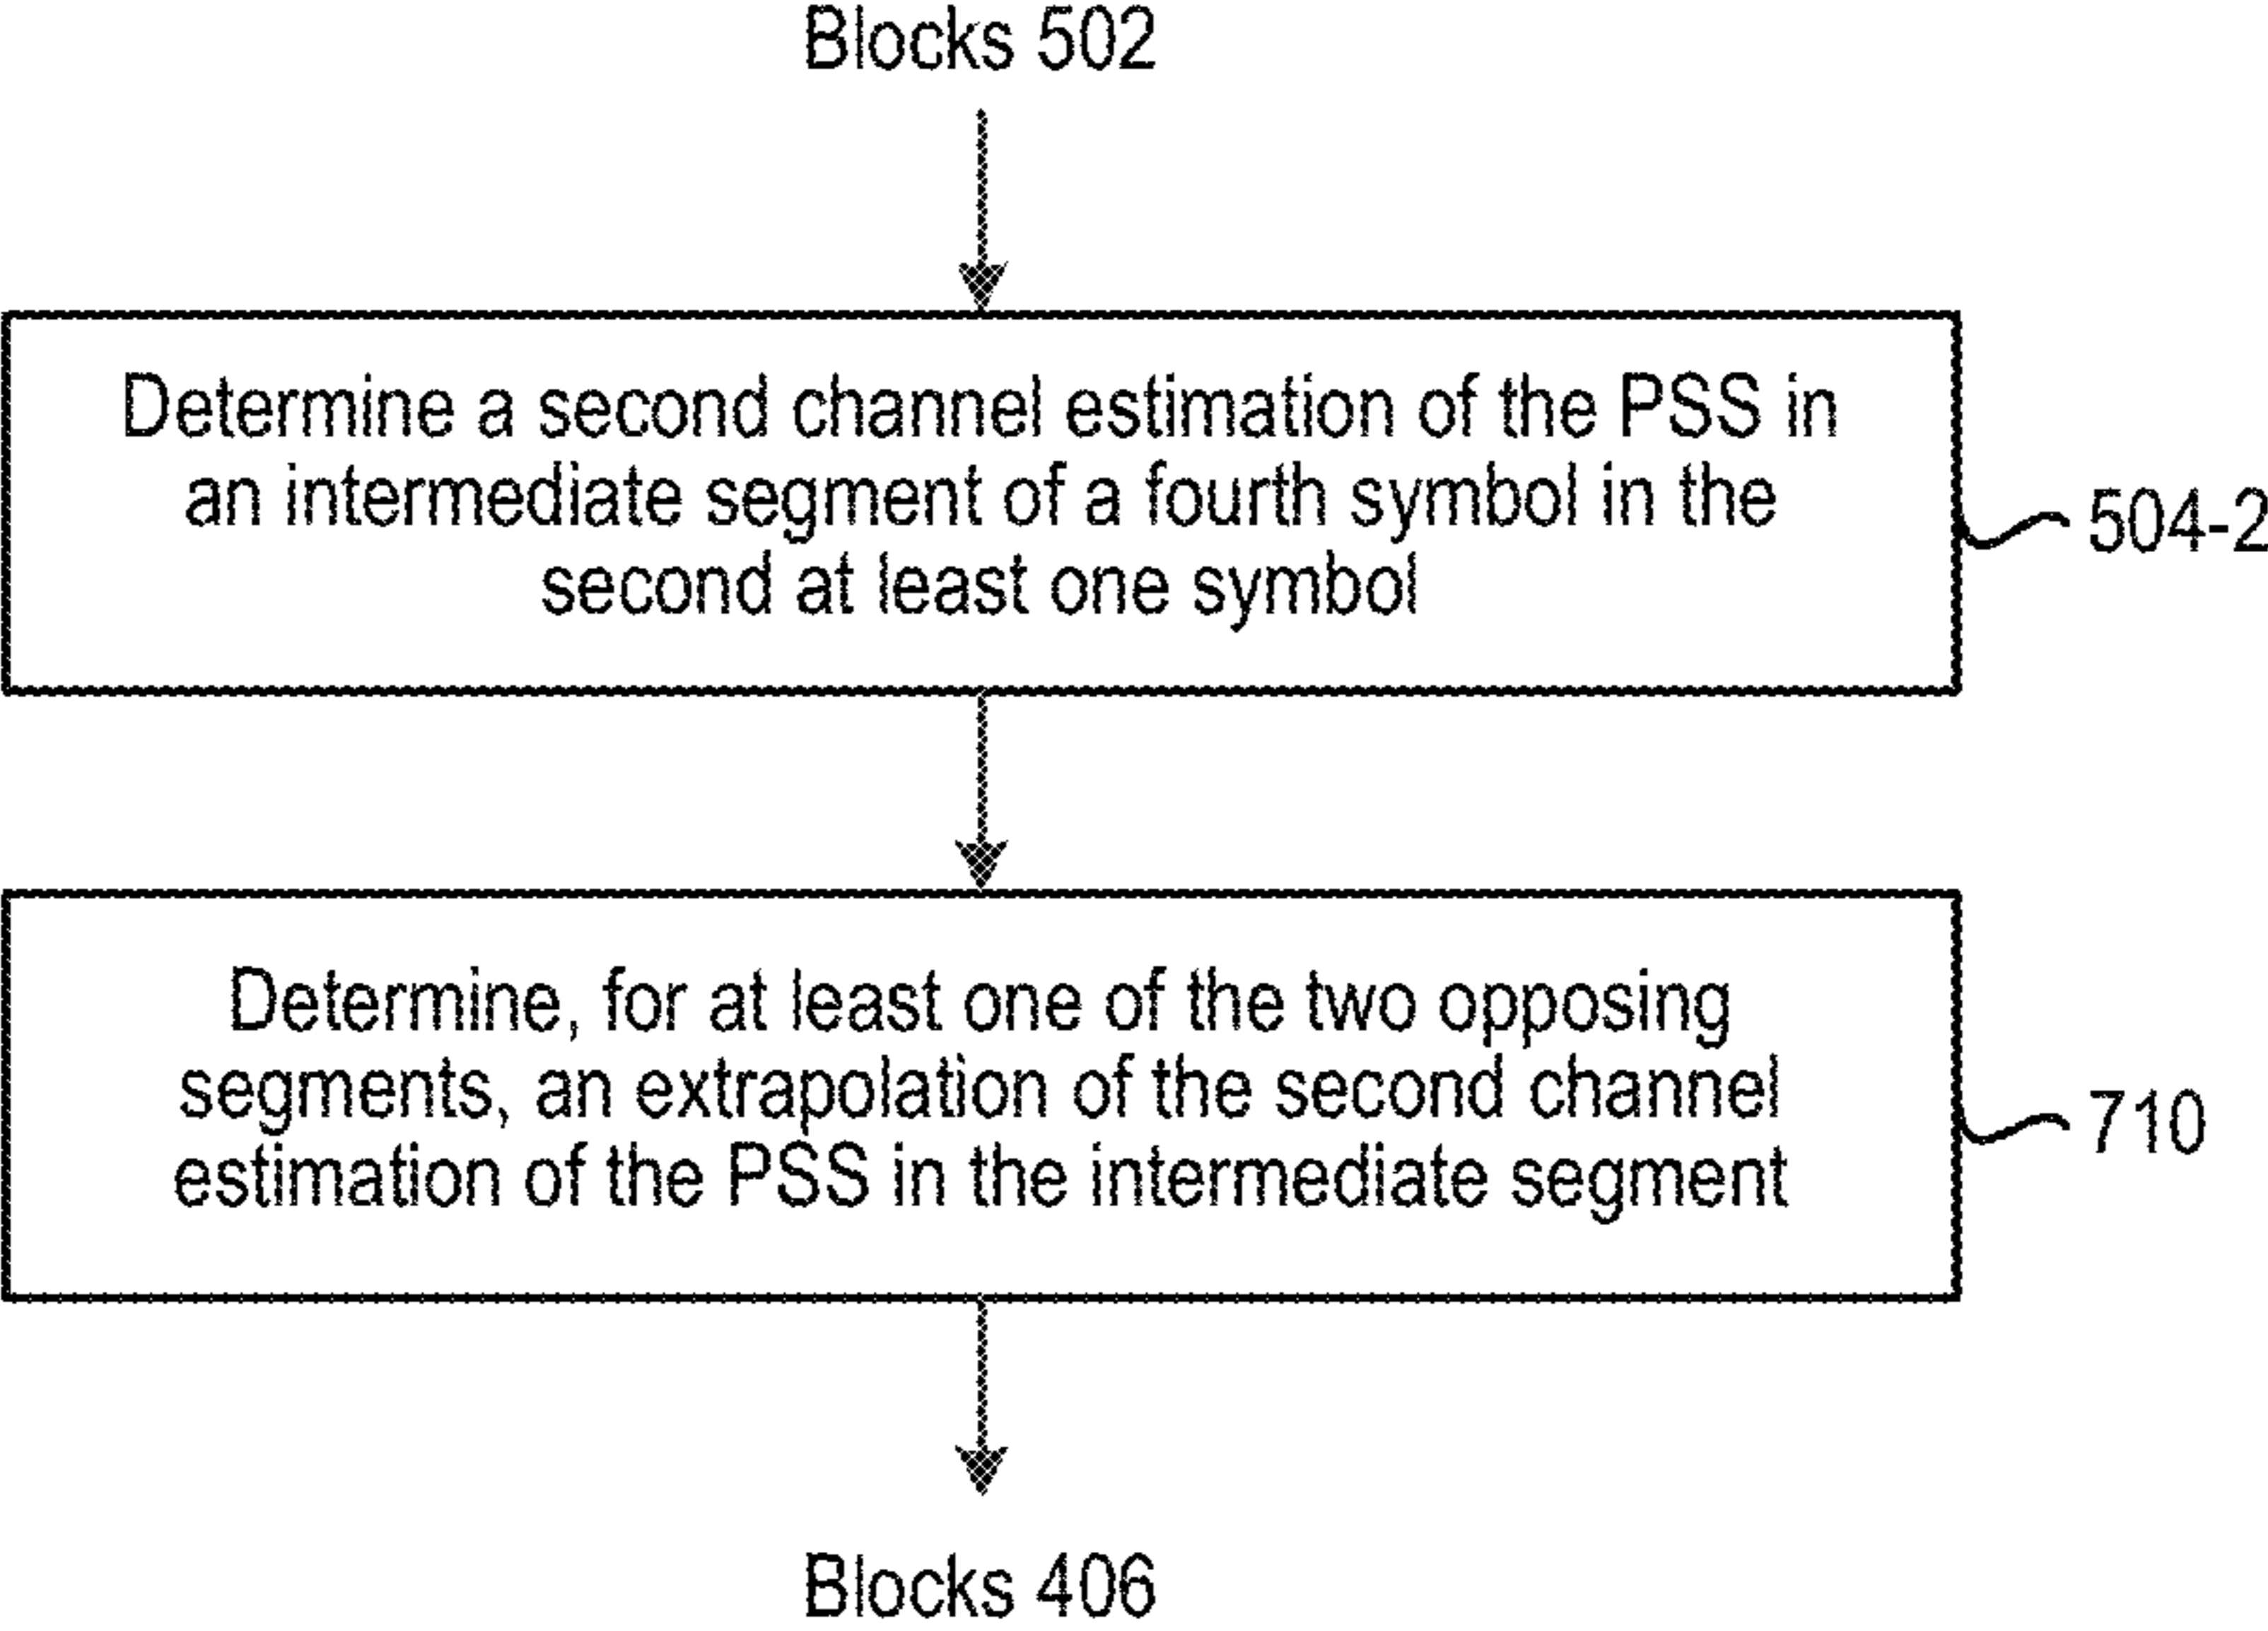 Blocks 502
Determine a second channel estimation of the PSS in
an intermediate segment of a fourth symbol in the
second at least one symbol
504-2
Determine, for at least one of the two opposing
segments, an extrapolation of the second channel
estimation of the PSS in the intermediate segment
710
Blocks 406